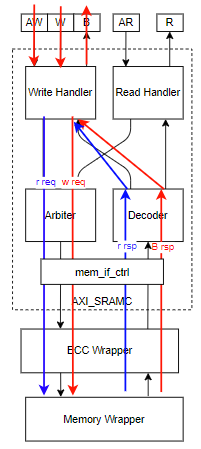 AW W B AR R
Write Handler Read Handler
r req w req
Arbiter Decoder
r rsp B rsp
mem_if_ctrl
AXI_SRAMC
ECC Wrapper
Memory Wrapper